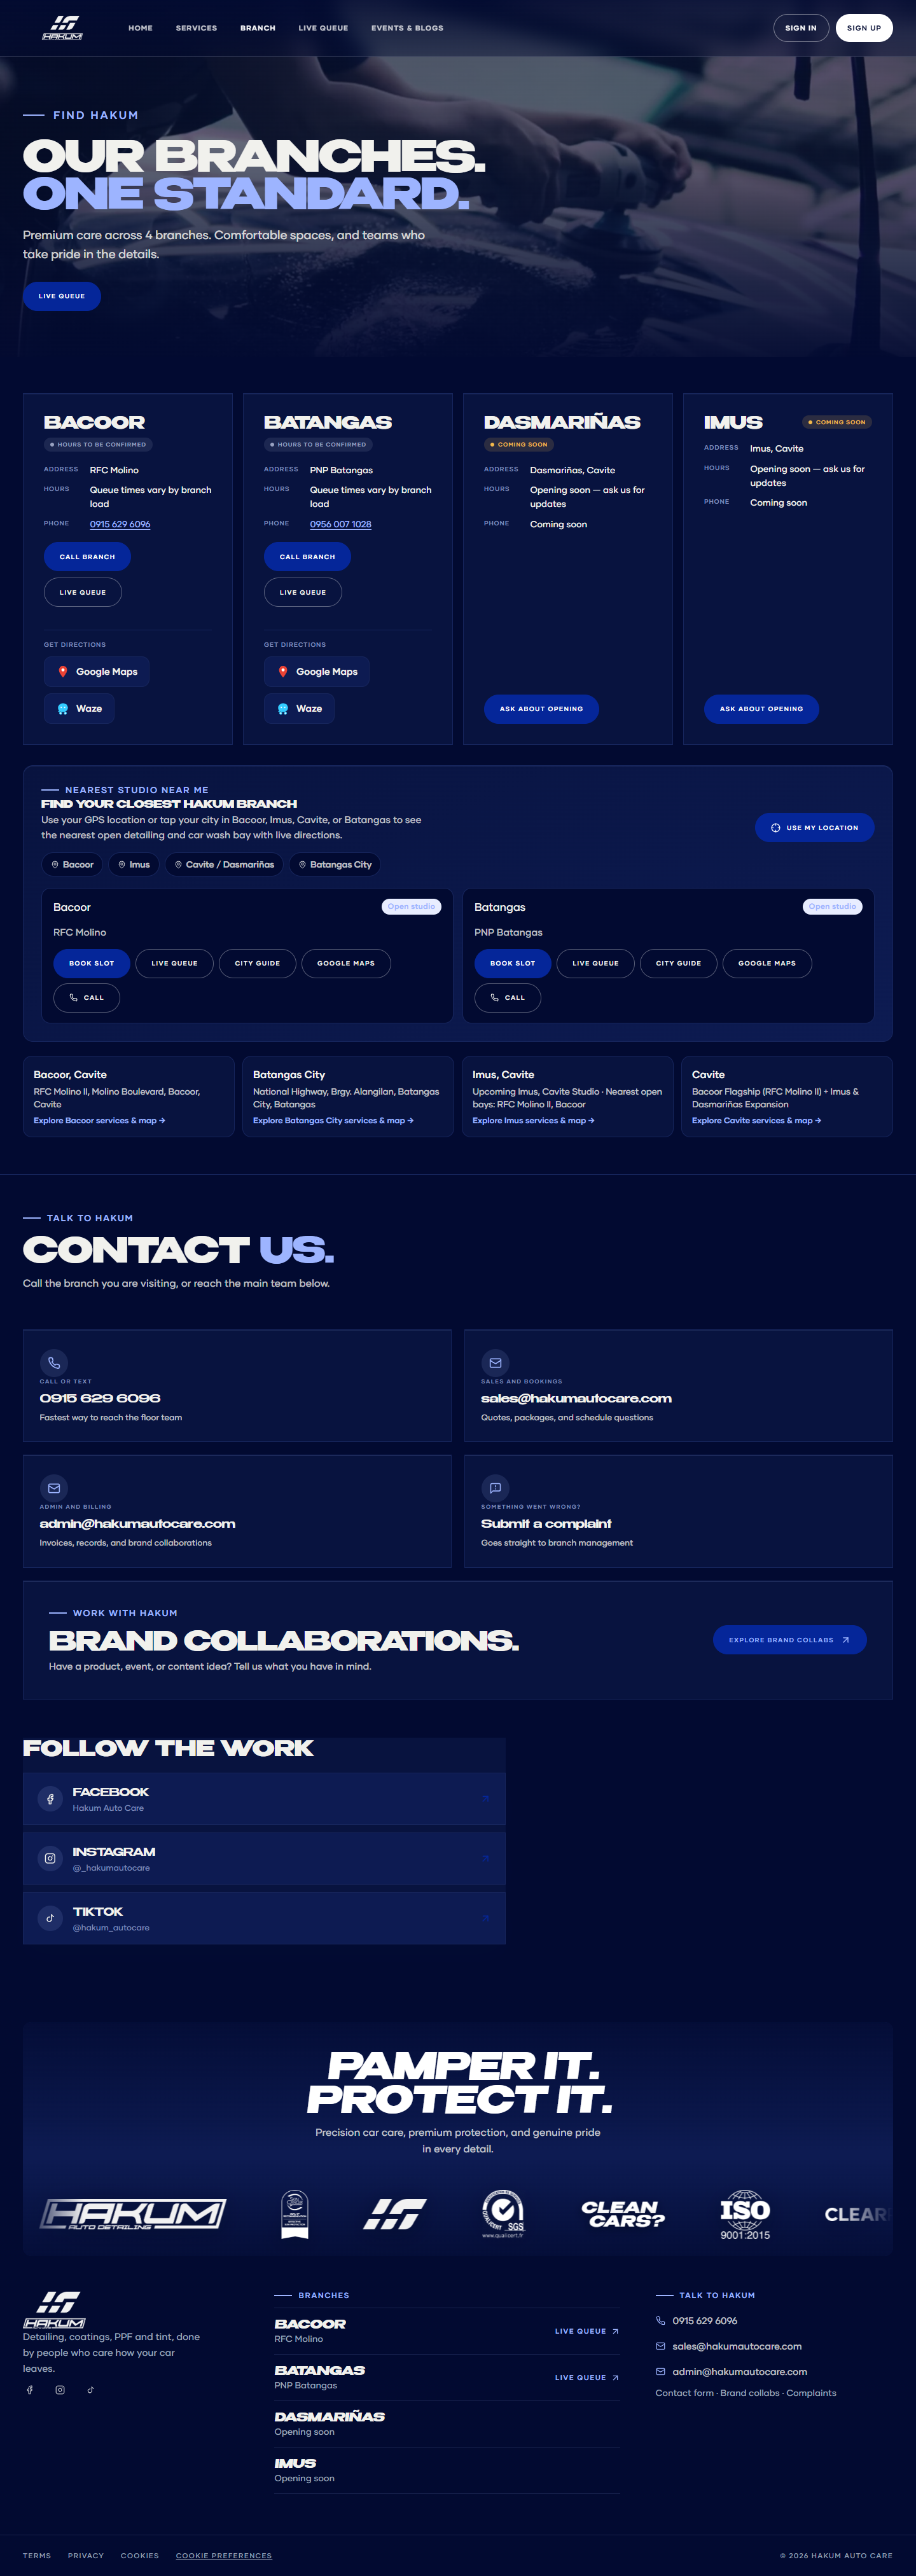 HAKUM
HOME SERVICES BRANCH LIVE QUEUE EVENTS & BLOGS SIGN IN SIGN UP
FIND HAKUM
OUR BRANCHES.
ONE STANDARD.
Premium care across 4 branches. Comfortable spaces, and teams who
take pride in the details.
LIVE QUEUE
BACOOR
HOURS TO BE CONFIRMED
ADDRESS RFC Molino
HOURS Queue times vary by branch
load
PHONE 0915 629 6096
CALL BRANCH
LIVE QUEUE
GET DIRECTIONS
Google Maps
Waze
BATANGAS
HOURS TO BE CONFIRMED
ADDRESS PNP Batangas
HOURS Queue times vary by branch
load
PHONE 0956 007 1028
CALL BRANCH
LIVE QUEUE
GET DIRECTIONS
Google Maps
Waze
DASMARIÑAS
COMING SOON
ADDRESS Dasmariñas, Cavite
HOURS Opening soon — ask us for
updates
PHONE Coming soon
ASK ABOUT OPENING
IMUS COMING SOON
ADDRESS Imus, Cavite
HOURS Opening soon — ask us for
updates
PHONE Coming soon
ASK ABOUT OPENING
NEAREST STUDIO NEAR ME
FIND YOUR CLOSEST HAKUM BRANCH
Use your GPS location or tap your city in Bacoor, Imus, Cavite, or Batangas to see
the nearest open detailing and car wash bay with live directions.
USE MY LOCATION
Bacoor Imus Cavite / Dasmariñas Batangas City
Bacoor Open studio
RFC Molino
BOOK SLOT LIVE QUEUE CITY GUIDE GOOGLE MAPS
CALL
Batangas Open studio
PNP Batangas
BOOK SLOT LIVE QUEUE CITY GUIDE GOOGLE MAPS
CALL
Bacoor, Cavite
RFC Molino II, Molino Boulevard, Bacoor,
Cavite
Explore Bacoor services & map →
Batangas City
National Highway, Brgy. Alangilan, Batangas
City, Batangas
Explore Batangas City services & map →
Imus, Cavite
Upcoming Imus, Cavite Studio · Nearest open
bays: RFC Molino II, Bacoor
Explore Imus services & map →
Cavite
Bacoor Flagship (RFC Molino II) + Imus &
Dasmariñas Expansion
Explore Cavite services & map →
TALK TO HAKUM
CONTACT US.
Call the branch you are visiting, or reach the main team below.
CALL OR TEXT
0915 629 6096
Fastest way to reach the floor team
SALES AND BOOKINGS
sales@hakumautocare.com
Quotes, packages, and schedule questions
ADMIN AND BILLING
admin@hakumautocare.com
Invoices, records, and brand collaborations
SOMETHING WENT WRONG?
Submit a complaint
Goes straight to branch management
WORK WITH HAKUM
BRAND COLLABORATIONS.
Have a product, event, or content idea? Tell us what you have in mind.
EXPLORE BRAND COLLABS
FOLLOW THE WORK
FACEBOOK
Hakum Auto Care
INSTAGRAM
@_hakumautocare
TIKTOK
@hakum_autocare
PAMPER IT.
PROTECT IT.
Precision car care, premium protection, and genuine pride
in every detail.
HAKUM
AUTO DETAILING
SGS
www.qualicert.fr
CLEAN
CARS?
ISO
9001:2015
CLEAR
HAKUM
Detailing, coatings, PPF and tint, done
by people who care how your car
leaves.
BRANCHES
BACOOR
RFC Molino
LIVE QUEUE
BATANGAS
PNP Batangas
LIVE QUEUE
DASMARIÑAS
Opening soon
IMUS
Opening soon
TALK TO HAKUM
0915 629 6096
sales@hakumautocare.com
admin@hakumautocare.com
Contact form · Brand collabs · Complaints
TERMS PRIVACY COOKIES COOKIE PREFERENCES © 2026 HAKUM AUTO CARE